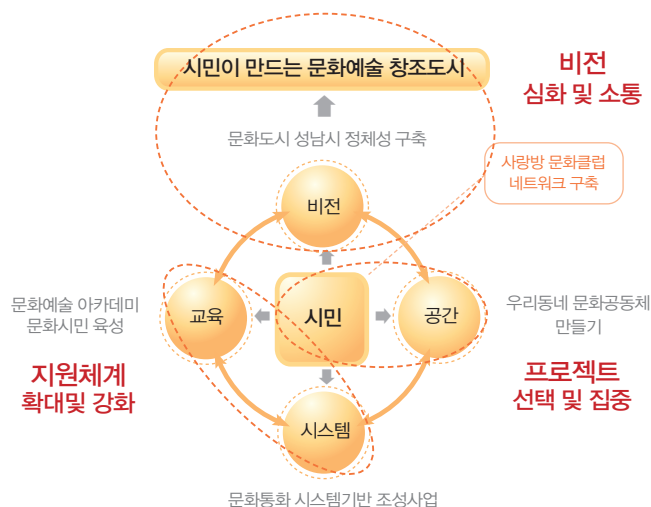 시민이 만드는 문화예술 창조도시
비전
심화 및 소통
문화도시 성남시 정체성 구축
사랑방 문화클럽
네트워크 구축
비전
문화예술 아카데미
문화시민 육성
교육
시민
공간
우리동네 문화공동체
만들기
지원체계
확대및 강화
프로젝트
선택 및 집중
시스템
문화통화 시스템기반 조성사업